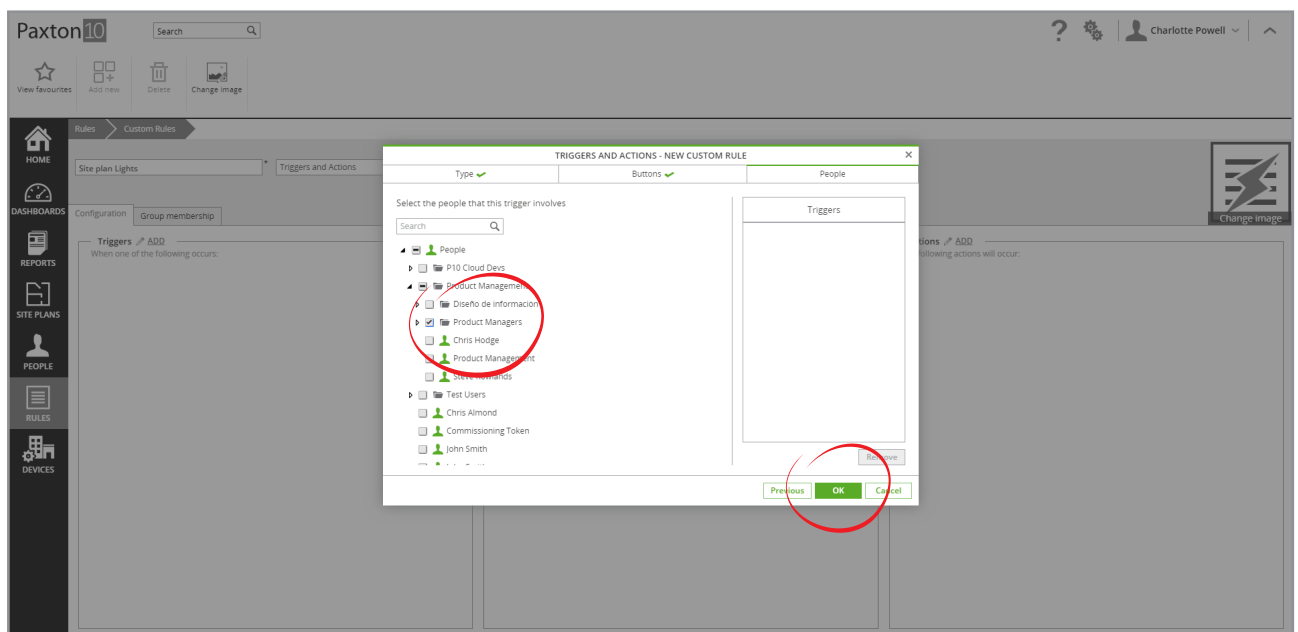 Paxton10
Search
? Charlotte Powell
View favourites
Add new
Delete
Change image
Rules
Custom Rules
HOME
DASHBOARDS
REPORTS
SITE PLANS
PEOPLE
RULES
DEVICES
Site plan Lights *
Triggers and Actions
Change image
Configuration
Group membership
Triggers ADD
When one of the following occurs:
tions ADD
following actions will occur:
TRIGGERS AND ACTIONS - NEW CUSTOM RULE
Type
Buttons
People
Select the people that this trigger involves
Search
People
P10 Cloud Devs
Product Management
Diseño de información
Product Managers
Chris Hodge
Product Management
Steve Rowlands
Test Users
Chris Almond
Commissioning Token
John Smith
Triggers
Remove
Previous
OK
Cancel